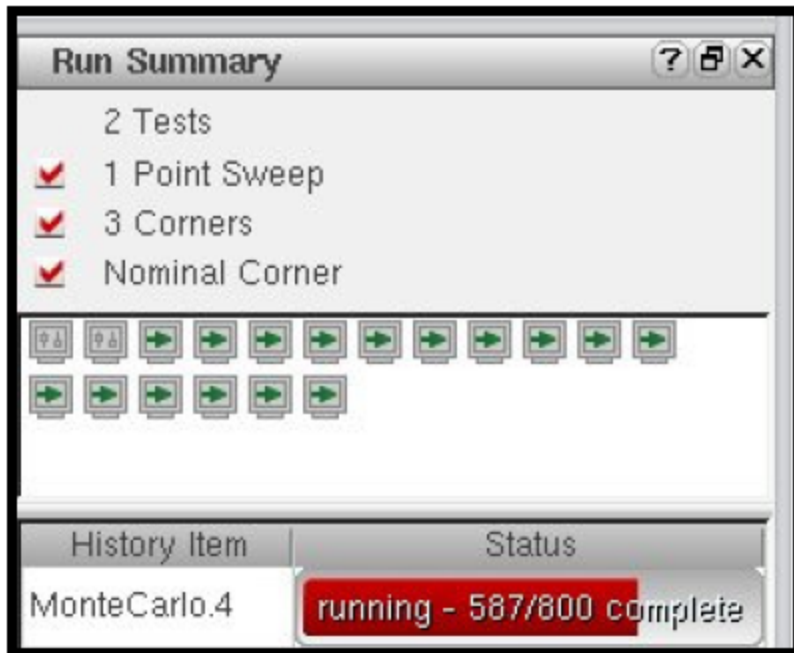 Run Summary
2 Tests
1 Point Sweep
3 Corners
Nominal Corner
History Item Status
MonteCarlo.4 running - 587/800 complete